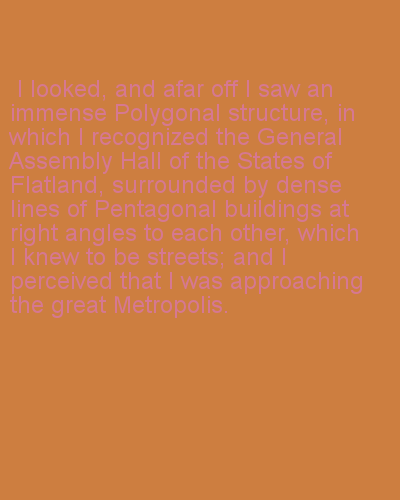 I looked, and afar off I saw an
immense Polygonal structure, in
which I recognized the General
Assembly Hall of the States of
Flatland, surrounded by dense
lines of Pentagonal buildings at
right angles to each other, which
I knew to be streets; and I
perceived that I was approaching
the great Metropolis.